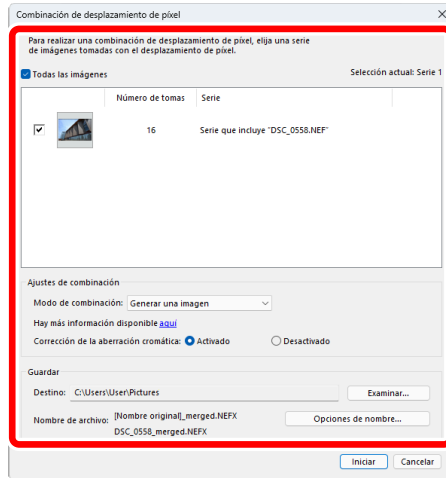 Combinación de desplazamiento de píxel
Para realizar una combinación de desplazamiento de píxel, elija una serie
de imágenes tomadas con el desplazamiento de píxel.
Todas las imágenes
Selección actual: Serie 1
Número de tomas Serie
16 Serie que incluye "DSC_0558.NEF"
Ajustes de combinación
Modo de combinación: Generar una imagen
Hay más información disponible aquí
Corrección de la aberración cromática: Activado Desactivado
Guardar
Destino: C:\Users\User\Pictures Examinar...
Nombre de archivo: [Nombre original]_merged.NEFX Opciones de nombre...
DSC_0558_merged.NEFX
Iniciar Cancelar